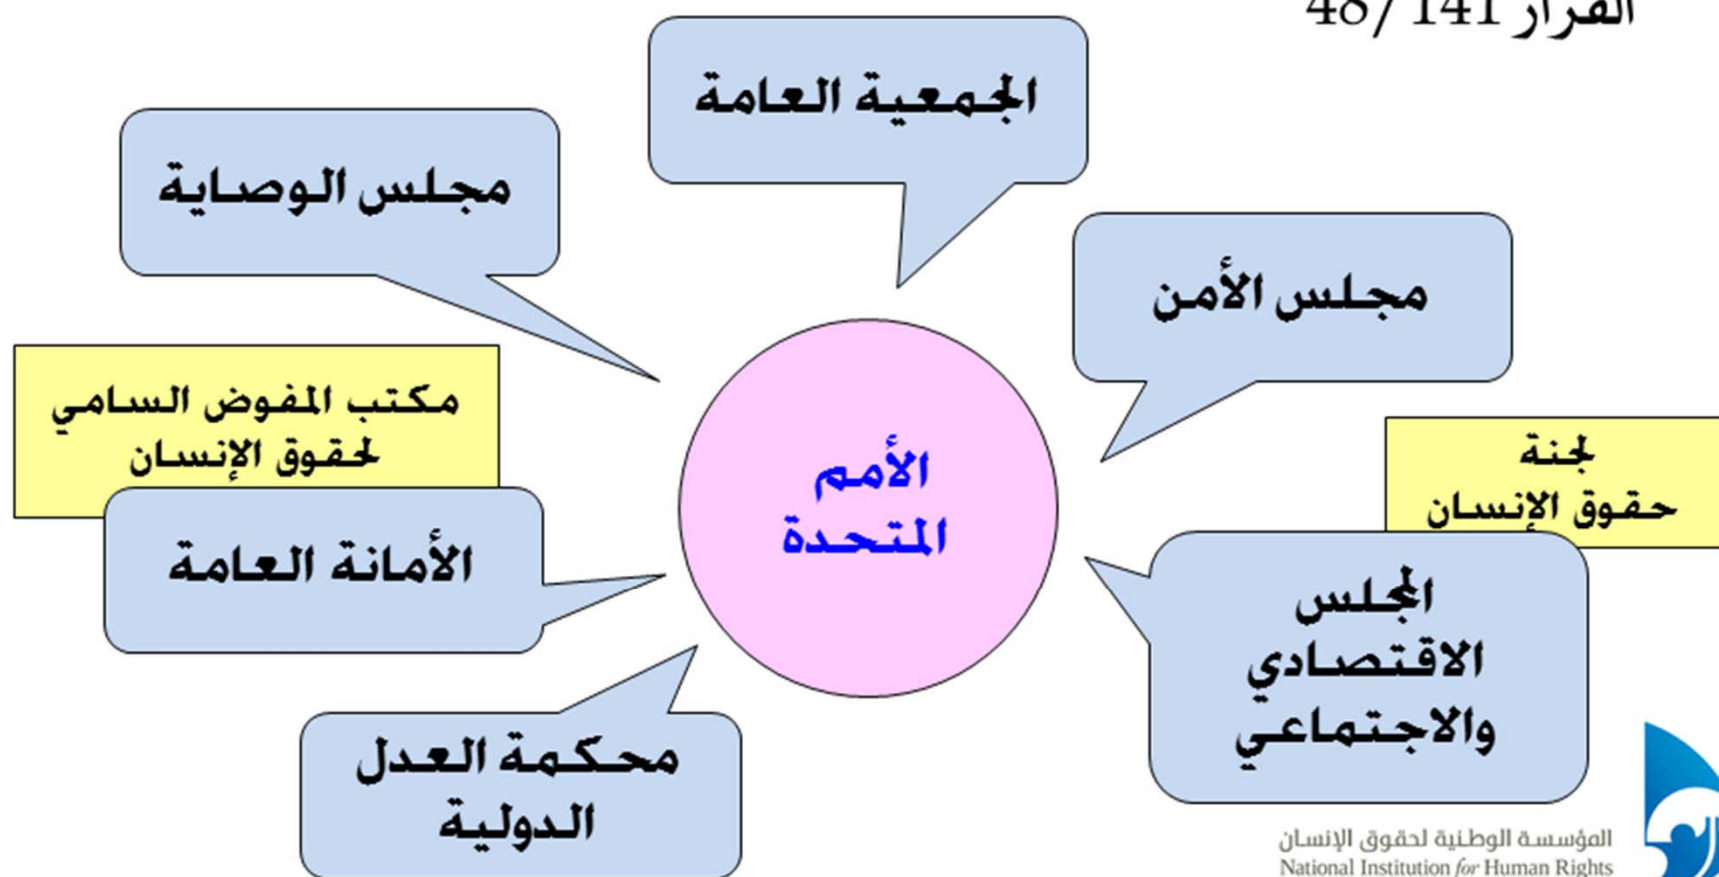 القرار 48/141
الجمعية العامة
مجلس الوصاية
مجلس الأمن
مكتب المفوض السامي
لحقوق الإنسان
الأمم
المتحدة
لجنة
حقوق الإنسان
الأمانة العامة
المجلس
الاقتصادي
والاجتماعي
محكمة العدل
الدولية
المؤسسة الوطنية لحقوق الإنسان
National Institution for Human Rights